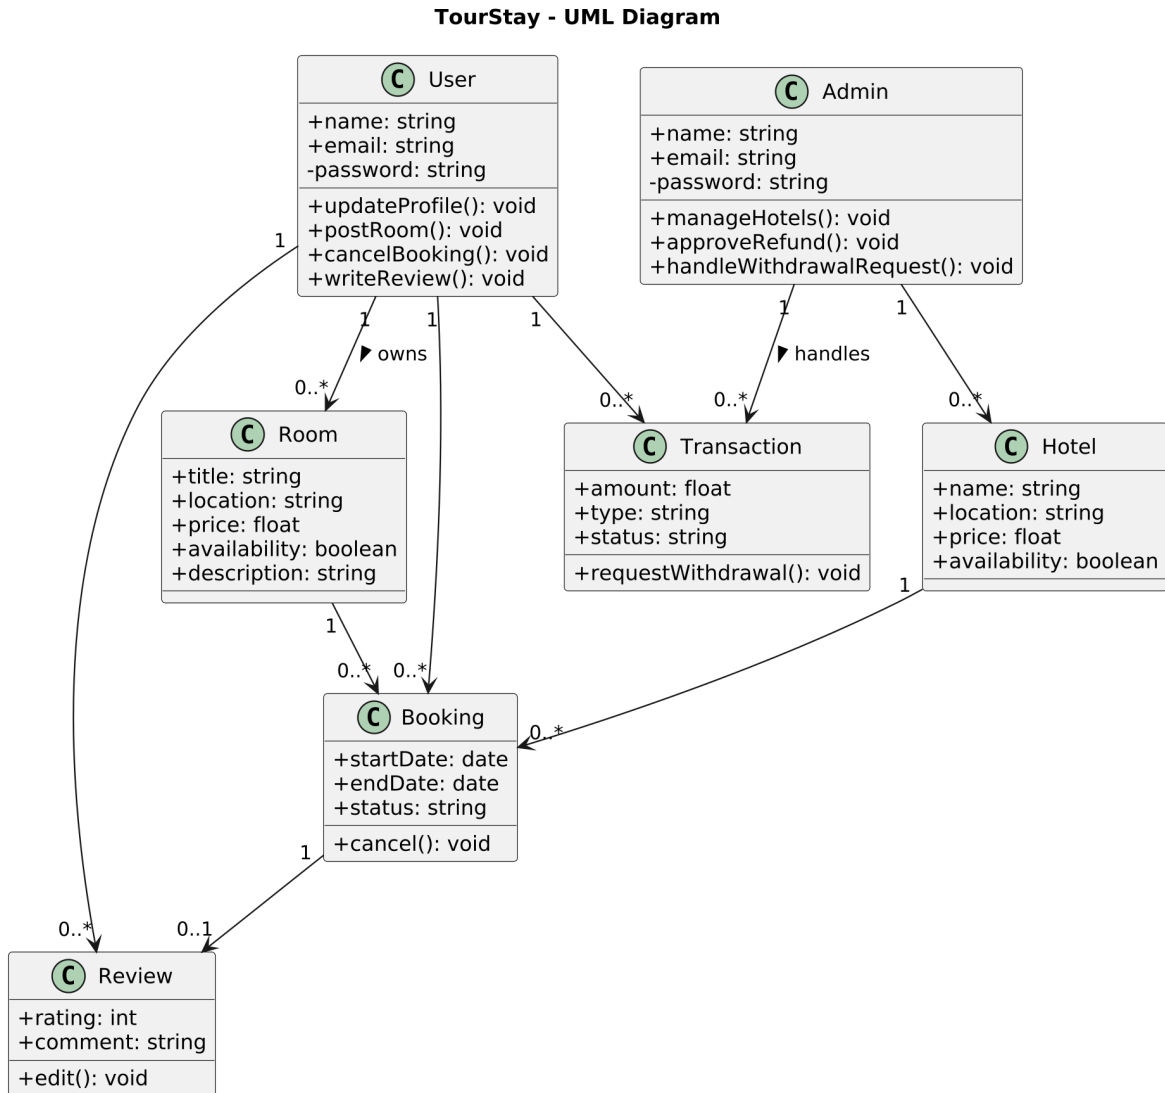 TourStay - UML Diagram
C User
+name: string
+email: string
-password: string
+updateProfile(): void
+postRoom(): void
+cancelBooking(): void
+writeReview(): void
C Admin
+name: string
+email: string
-password: string
+manageHotels(): void
+approveRefund(): void
+handleWithdrawalRequest(): void
1
1
1
1
1
1
owns
handles
0..*
0..*
0..*
0..*
C Room
+title: string
+location: string
+price: float
+availability: boolean
+description: string
C Transaction
+amount: float
+type: string
+status: string
+requestWithdrawal(): void
C Hotel
+name: string
+location: string
+price: float
+availability: boolean
1
1
0..*
0..*
0..*
C Booking
+startDate: date
+endDate: date
+status: string
+cancel(): void
1
0..*
0..1
C Review
+rating: int
+comment: string
+edit(): void